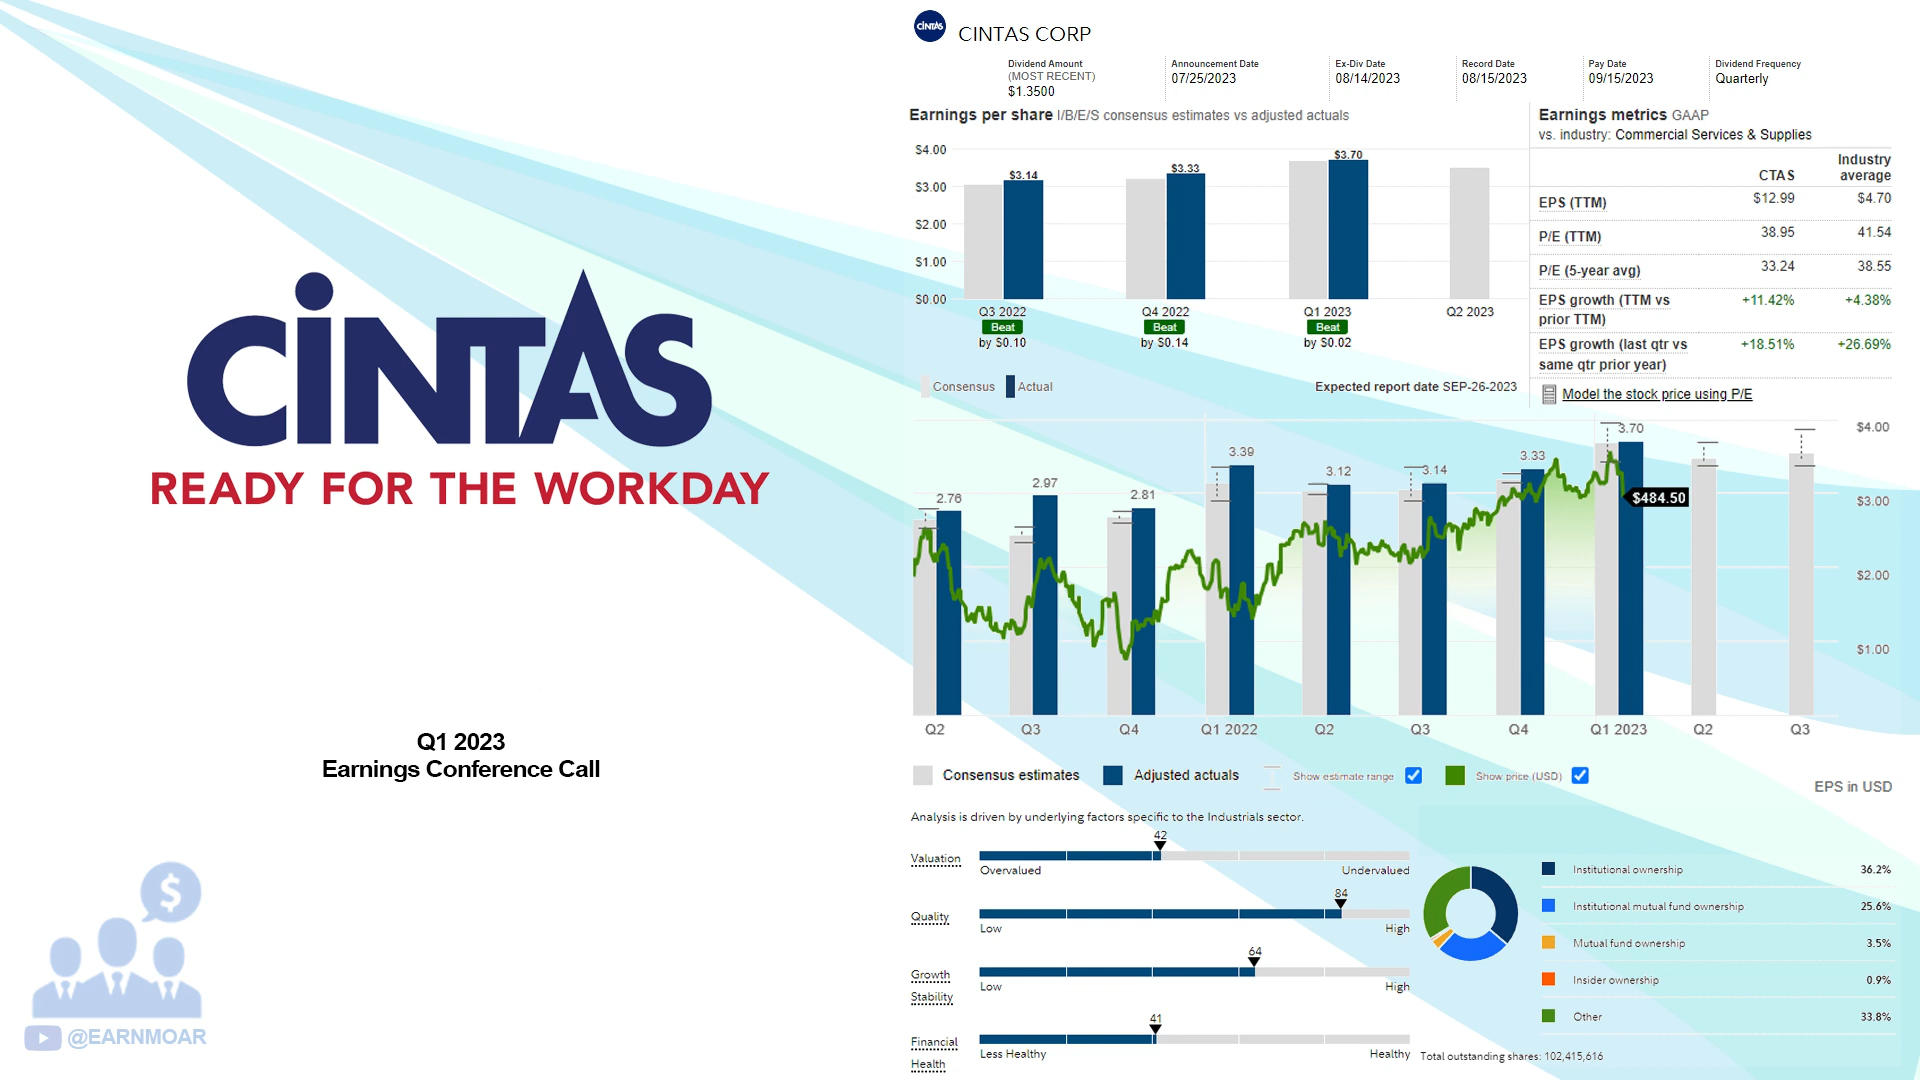 CINTAS
READY FOR THE WORKDAY
Q1 2023
Earnings Conference Call
$
@EARNMOAR
CINTAS
CINTAS CORP
Dividend Amount
(MOST RECENT)
$1.3500
Announcement Date
07/25/2023
Ex-Div Date
08/14/2023
Record Date
08/15/2023
Pay Date
09/15/2023
Dividend Frequency
Quarterly
Earnings per share I/B/E/S consensus estimates vs adjusted actuals
$4.00
$3.00
$2.00
$1.00
$0.00
$3.14
$3.33
$3.70
Q3 2022
Beat
by $0.10
Q4 2022
Beat
by $0.14
Q1 2023
Beat
by $0.02
Q2 2023
Consensus
Actual
Expected report date SEP-26-2023
Earnings metrics GAAP
vs. industry: Commercial Services & Supplies
CTAS
Industry
average
EPS (TTM) $12.99 $4.70
P/E (TTM) 38.95 41.54
P/E (5-year avg) 33.24 38.55
EPS growth (TTM vs
prior TTM) +11.42% +4.38%
EPS growth (last qtr vs
same qtr prior year) +18.51% +26.69%
Model the stock price using P/E
2.76
2.97
2.81
3.39
3.12
3.14
3.33
3.70
$484.50
$4.00
$3.00
$2.00
$1.00
Q2
Q3
Q4
Q1 2022
Q2
Q3
Q4
Q1 2023
Q2
Q3
Consensus estimates
Adjusted actuals
Show estimate range
Show price (USD)
EPS in USD
Analysis is driven by underlying factors specific to the Industrials sector.
42
Valuation
Overvalued
Undervalued
84
Quality
Low
High
64
Growth
Stability
Low
High
41
Financial
Health
Less Healthy
Healthy
Institutional ownership 36.2%
Institutional mutual fund ownership 25.6%
Mutual fund ownership 3.5%
Insider ownership 0.9%
Other 33.8%
Total outstanding shares: 102,415,616